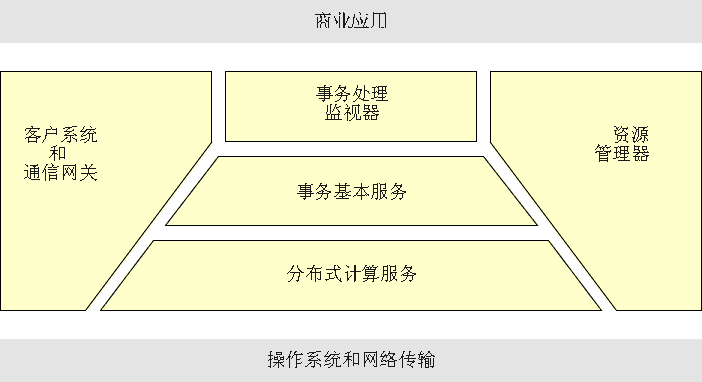 商业应用
事务处理
监视器
客户系统
和
通信网关
资源
管理器
事务基本服务
分布式计算服务
操作系统和网络传输